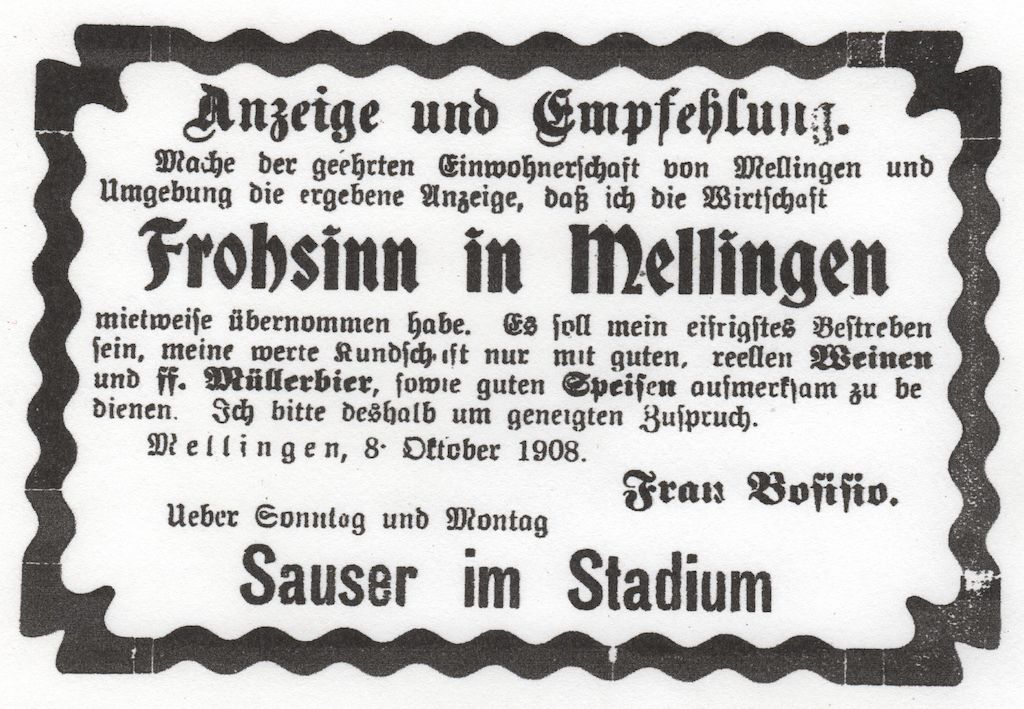 Anzeige und Empfehlung.
Mache der geehrten Einwohnerschaft von Mellingen und
Umgebung die ergebene Anzeige, daß ich die Wirtschaft
Frohsinn in Mellingen
mietweise übernommen habe. Es soll mein eifrigstes Bestreben
sein, meine werte Kundschaft nur mit guten, reellen Weinen
und ff. Müllerbier, sowie guten Speisen aufmerksam zu be
dienen. Ich bitte deshalb um geneigten Zuspruch.
Mellingen, 8. Oktober 1908.
Frau Bosisio.
Ueber Sonntag und Montag
Sauser im Stadium